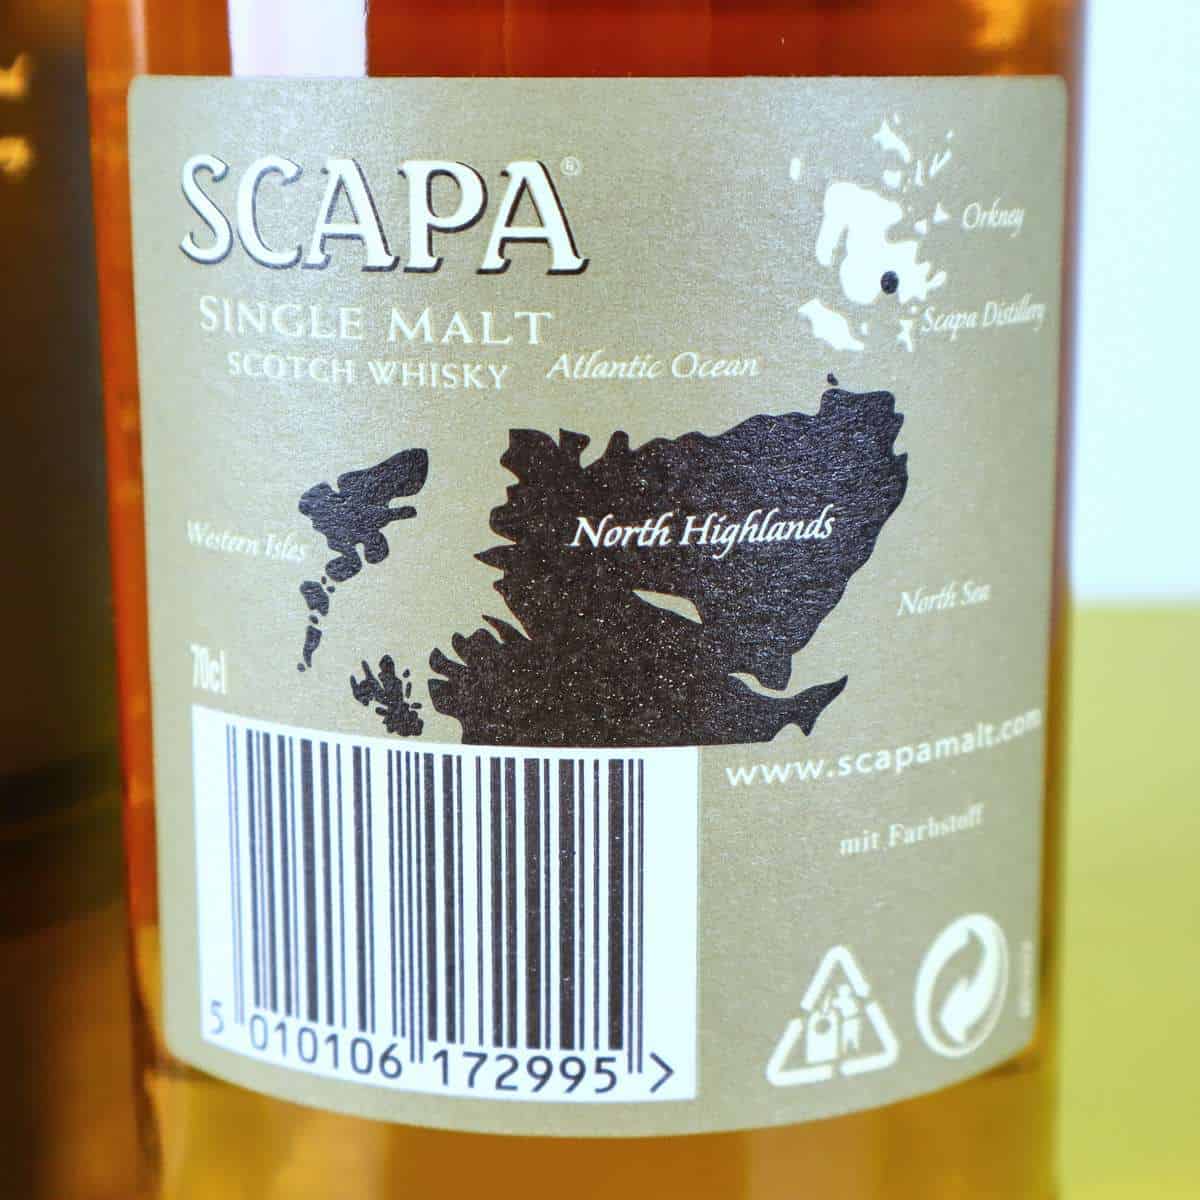 SCAPA®
SINGLE MALT
SCOTCH WHISKY
Orkney
Scapa Distillery
Atlantic Ocean
North Highlands
Western Isles
North Sea
70cl
www.scapamalt.com
mit Farbstoff
5 010106 172995 >